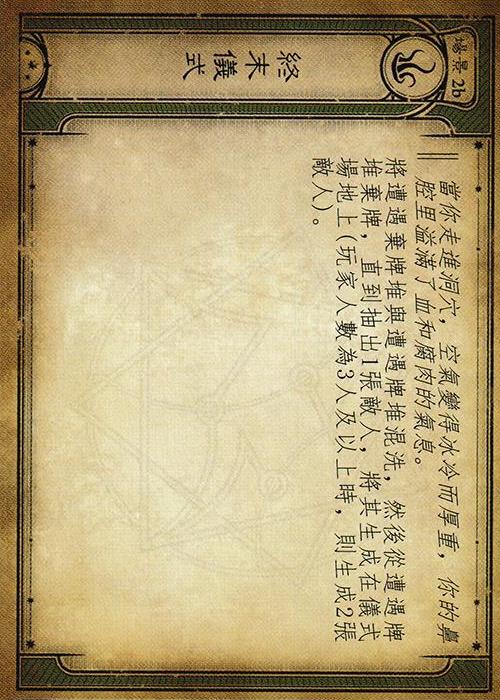 場景 2b
終末儀式
當你走進洞穴，空氣變得冰冷而厚重，你的鼻
腔里溢滿了血和腐肉的氣息。
將遭遇棄牌堆與遭遇牌堆混洗，然後從遭遇牌
堆棄牌，直到抽出1張敵人，將其生成在儀式
場地上(玩家人數為3人及以上時，則生成2張
敵人)。